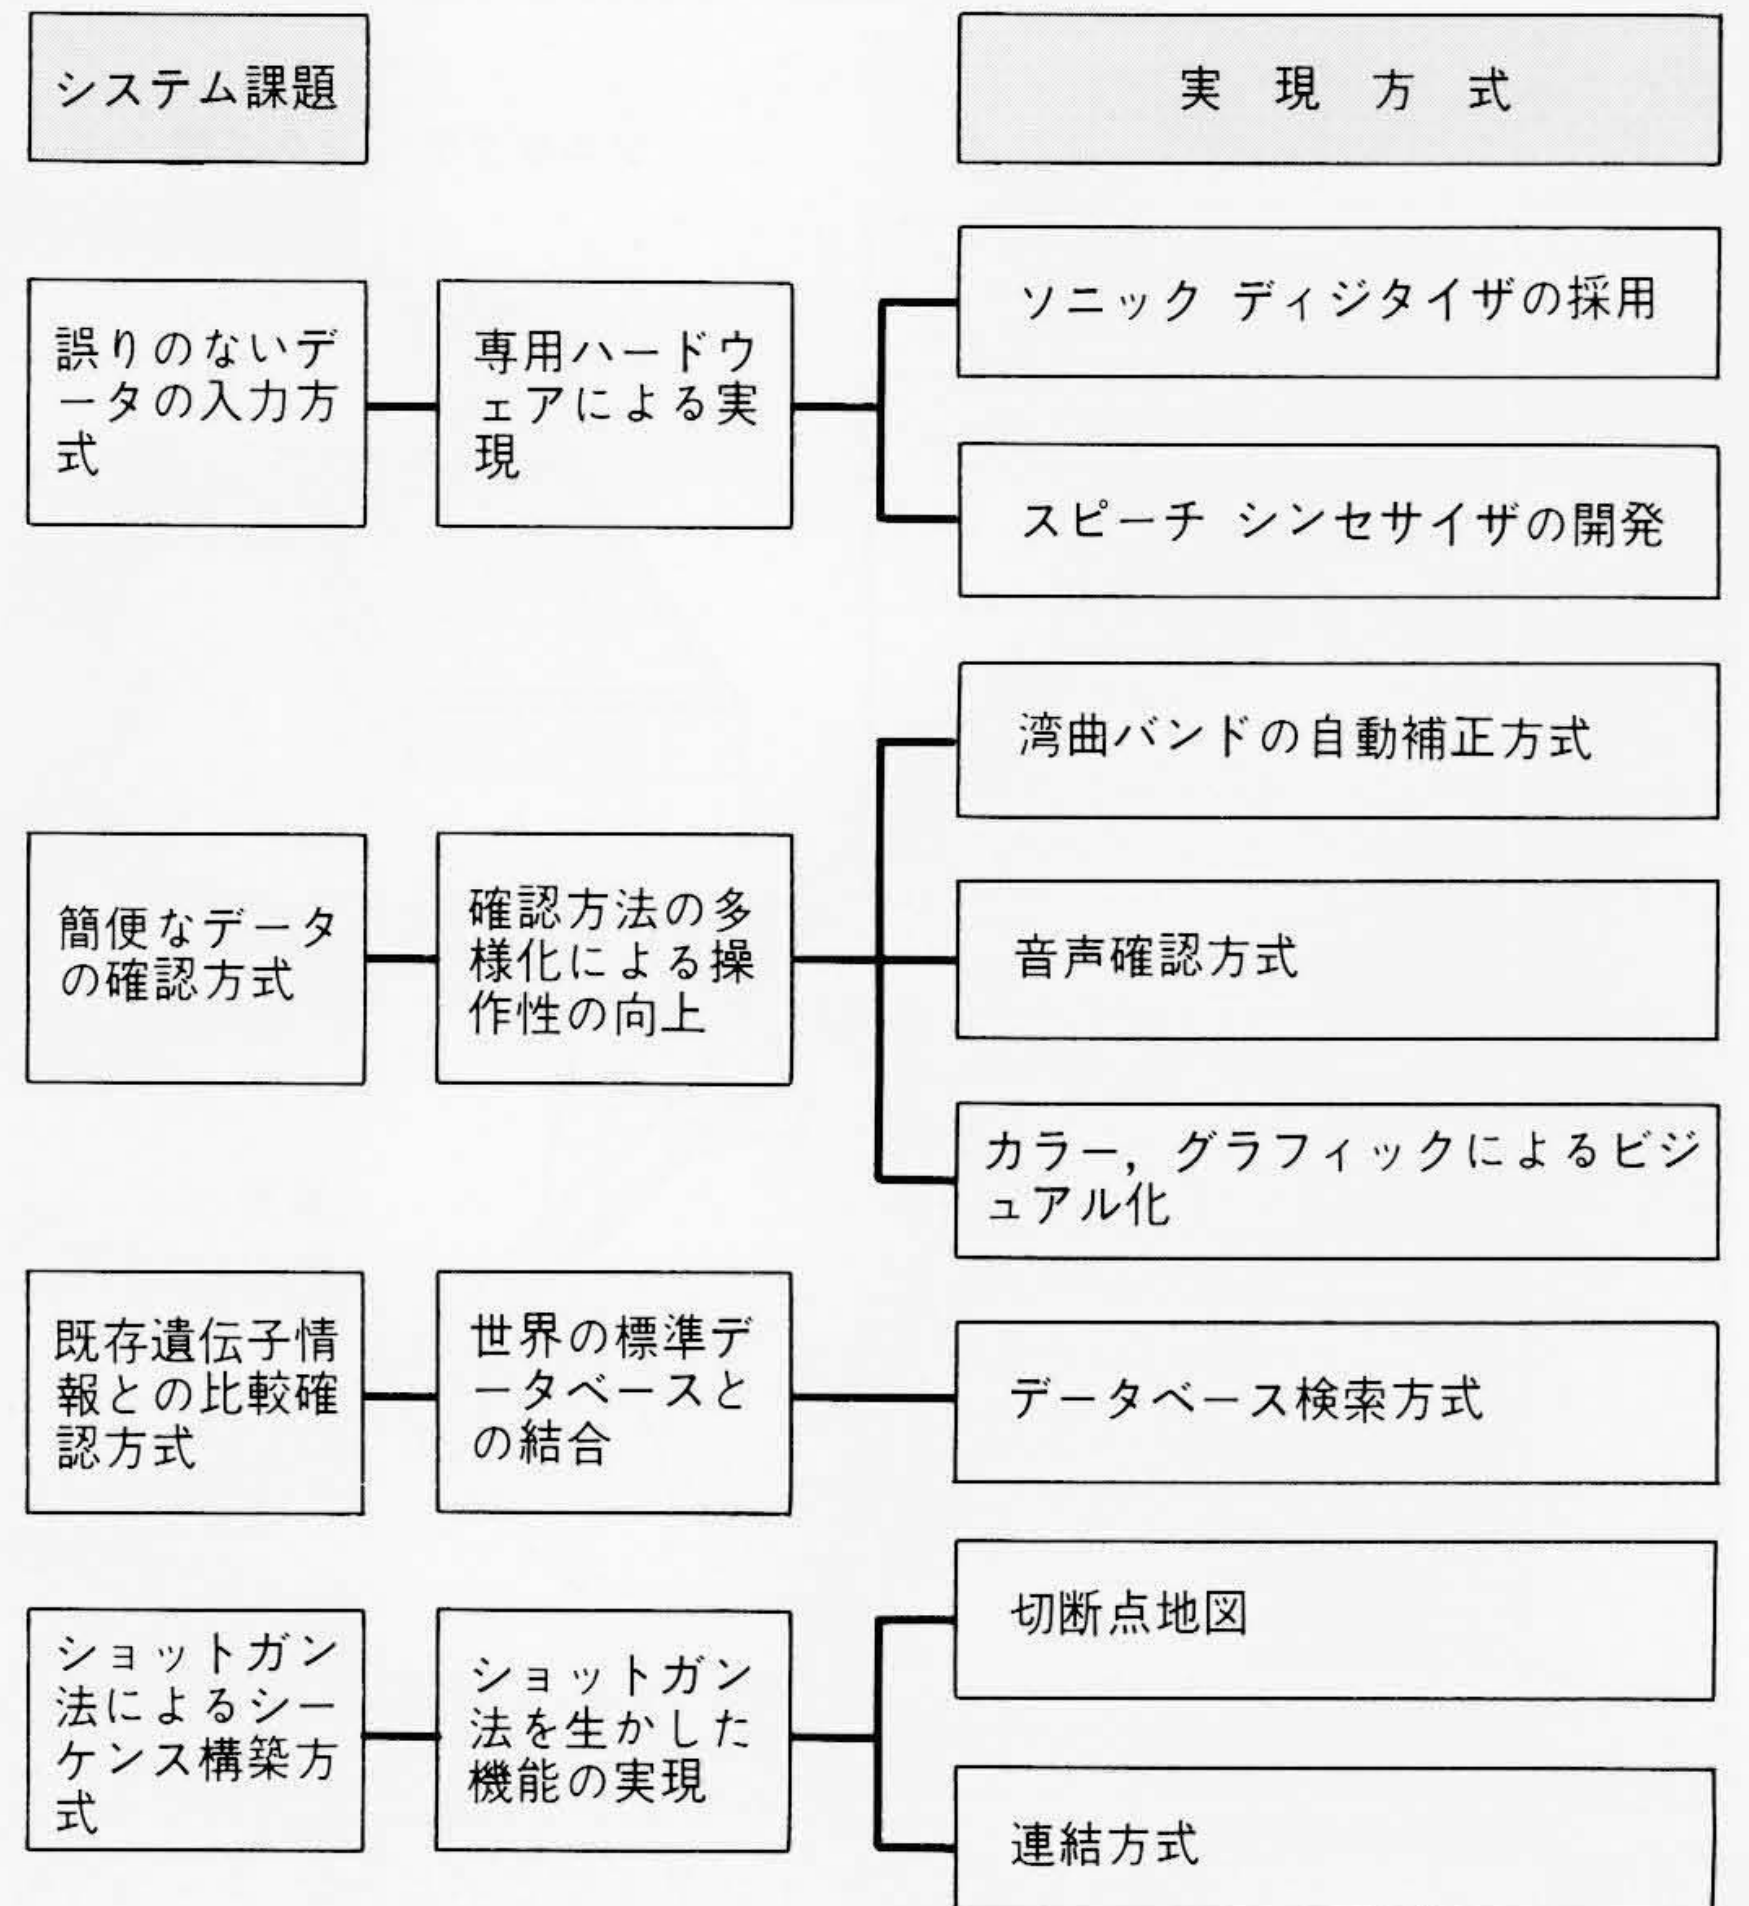 システム課題
実現方式
誤りのないデ
ータの入力方
式
専用ハードウ
ェアによる実
現
ソニック ディジタイザの採用
スピーチ シンセサイザの開発
簡便なデータ
の確認方式
確認方法の多
様化による操
作性の向上
湾曲バンドの自動補正方式
音声確認方式
カラー，グラフィックによるビジ
ュアル化
既存遺伝子情
報との比較確
認方式
世界の標準デ
ータベースと
の結合
データベース検索方式
ショットガン
法によるシー
ケンス構築方
式
ショットガン
法を生かした
機能の実現
切断点地図
連結方式